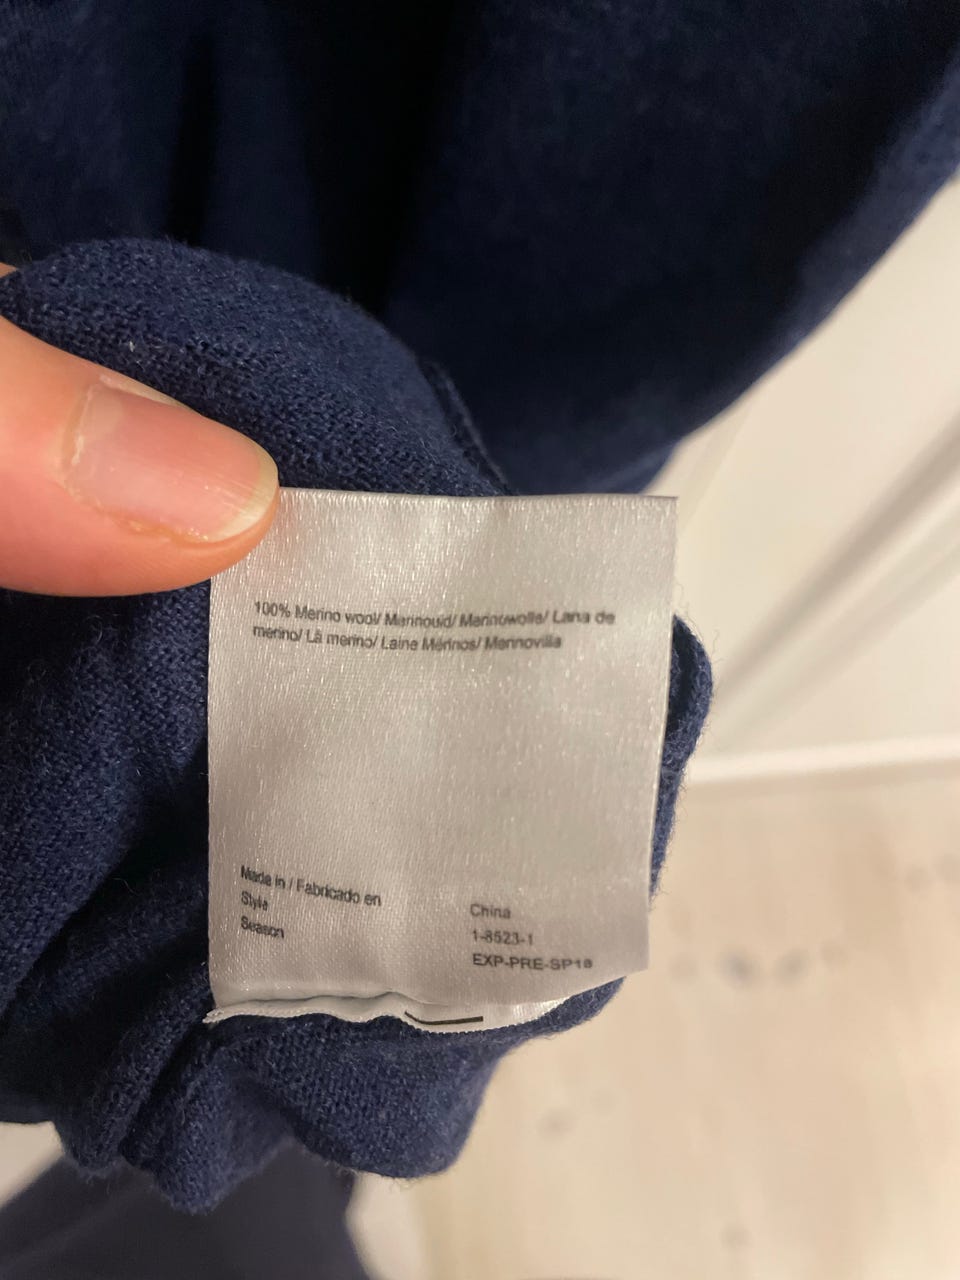 100% Merino wool/ Merinould/ Merinowolle/ Lana de
merino/ Lã merino/ Laine Mérinos/ Merinovilla
Made in / Fabricado en China
Style 1-8523-1
Season EXP-PRE-SP18